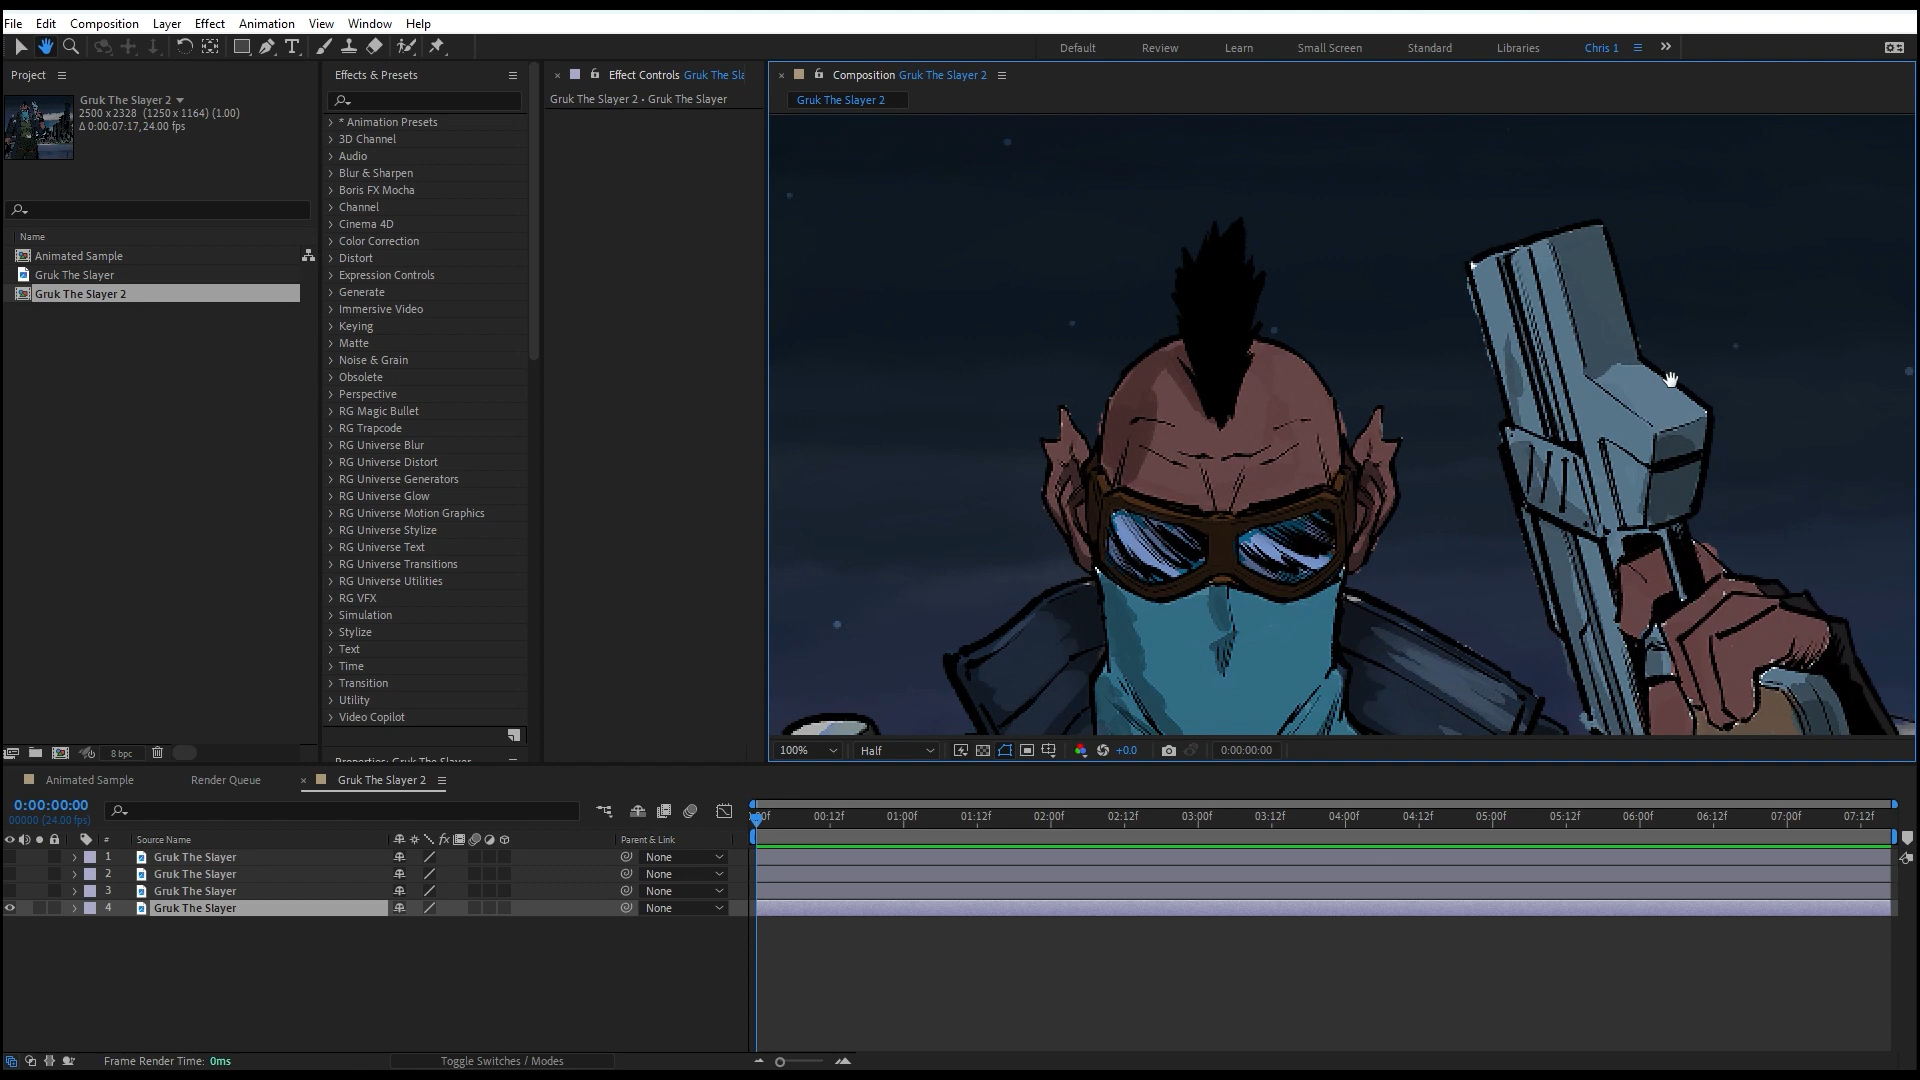 File Edit Composition Layer Effect Animation View Window Help
Default Review Learn Small Screen Standard Libraries Chris 1
Project
Gruk The Slayer 2
2500 x 2328 (1250 x 1164) (1.00)
Δ 0:00:07:17, 24.00 fps
Name
Animated Sample
Gruk The Slayer
Gruk The Slayer 2
8 bpc
Effects & Presets
* Animation Presets
3D Channel
Audio
Blur & Sharpen
Boris FX Mocha
Channel
Cinema 4D
Color Correction
Distort
Expression Controls
Generate
Immersive Video
Keying
Matte
Noise & Grain
Obsolete
Perspective
RG Magic Bullet
RG Trapcode
RG Universe Blur
RG Universe Distort
RG Universe Generators
RG Universe Glow
RG Universe Motion Graphics
RG Universe Stylize
RG Universe Text
RG Universe Transitions
RG Universe Utilities
RG VFX
Simulation
Stylize
Text
Time
Transition
Utility
Video Copilot
Properties: Gruk The Slayer
Effect Controls Gruk The Sla
Gruk The Slayer 2 • Gruk The Slayer
Composition Gruk The Slayer 2
Gruk The Slayer 2
100% Half +0.0 0:00:00:00
Animated Sample Render Queue Gruk The Slayer 2
0:00:00:00
00000 (24.00 fps)
00f 00:12f 01:00f 01:12f 02:00f 02:12f 03:00f 03:12f 04:00f 04:12f 05:00f 05:12f 06:00f 06:12f 07:00f 07:12f
# Source Name fx Parent & Link
1 Gruk The Slayer None
2 Gruk The Slayer None
3 Gruk The Slayer None
4 Gruk The Slayer None
Frame Render Time: 0ms Toggle Switches / Modes